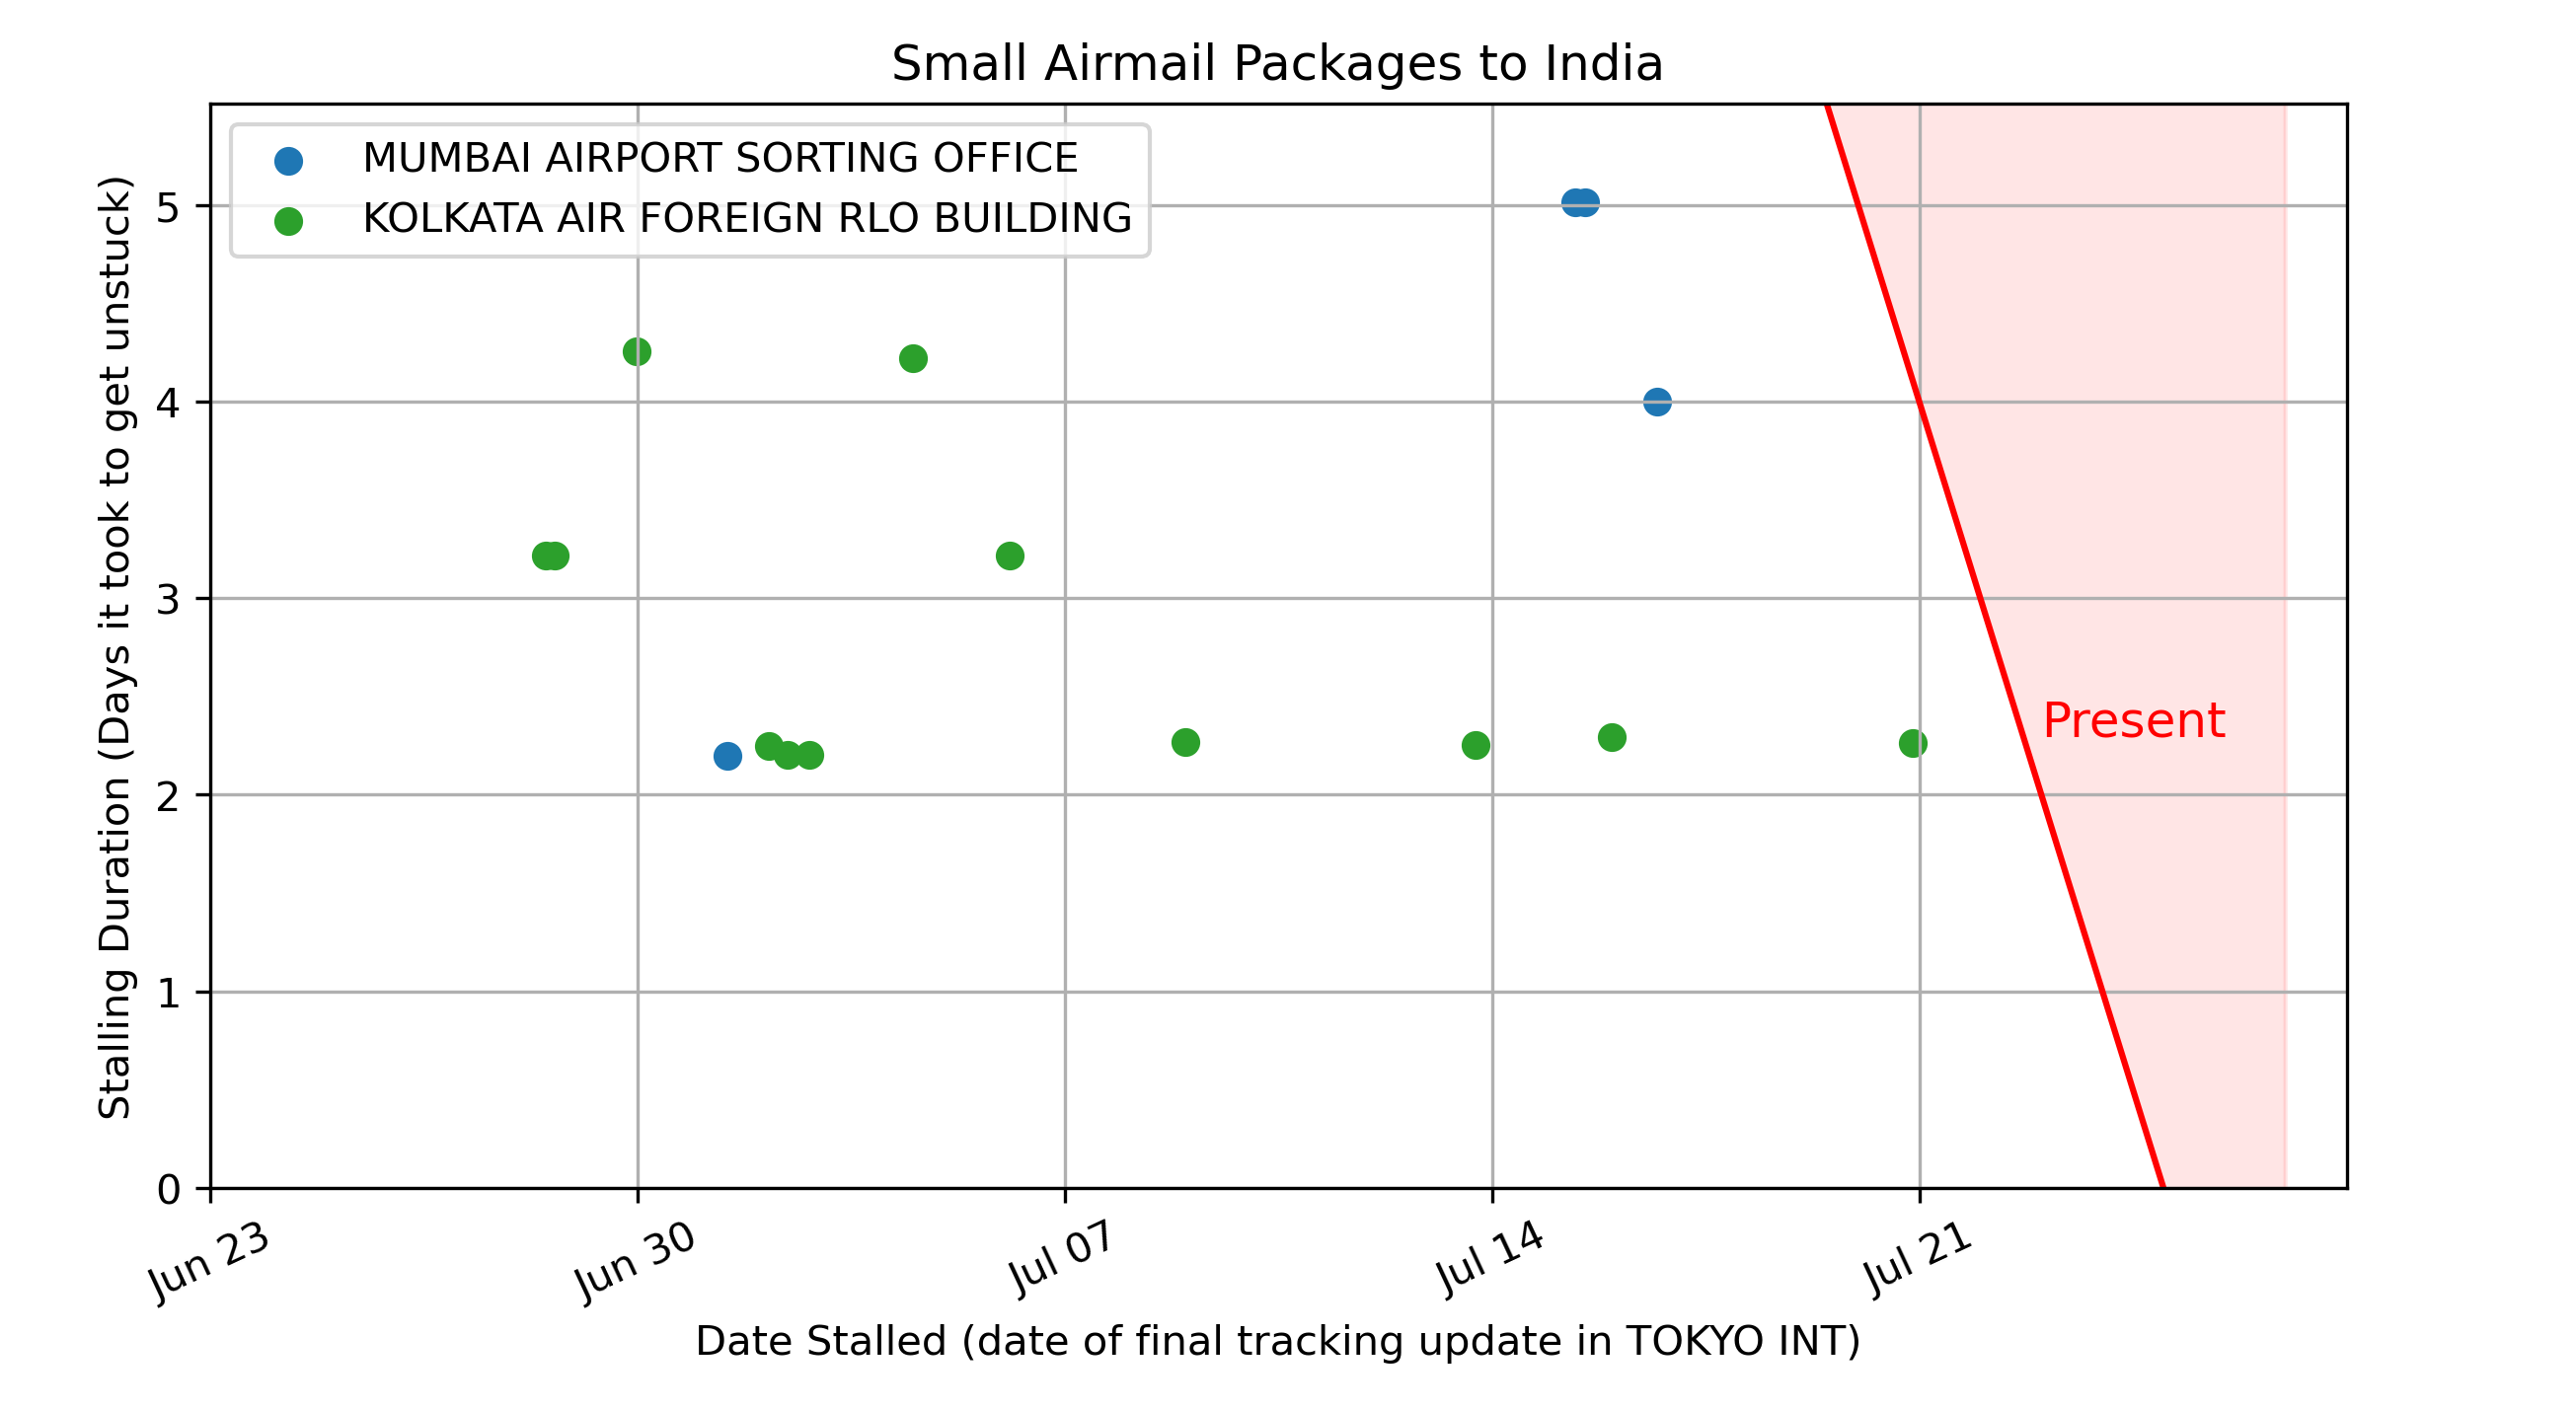 Small Airmail Packages to India
MUMBAI AIRPORT SORTING OFFICE
KOLKATA AIR FOREIGN RLO BUILDING
Stalling Duration (Days it took to get unstuck)
5
4
3
2
1
0
Present
Jun 23
Jun 30
Jul 07
Jul 14
Jul 21
Date Stalled (date of final tracking update in TOKYO INT)